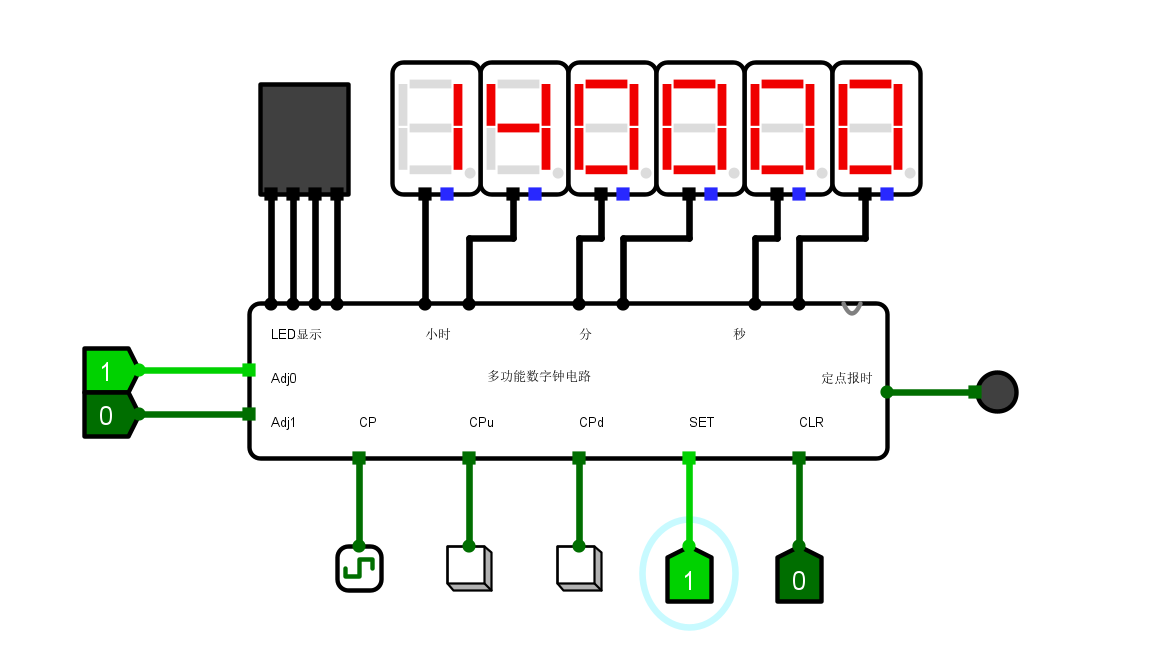 140000
LED显示 小时 分 秒
1 Adj0 多功能数字钟电路 定点报时
0 Adj1 CP CPu CPd SET CLR
1 0